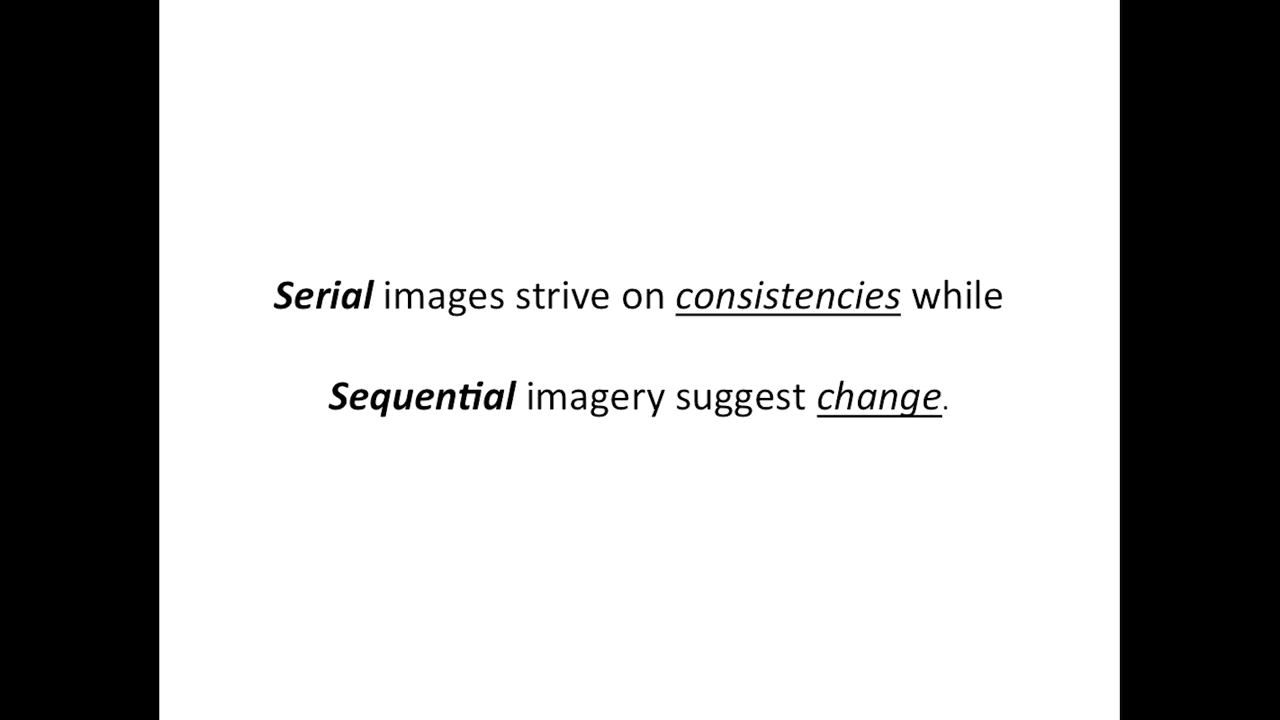 Serial images strive on consistencies while
Sequential imagery suggest change.